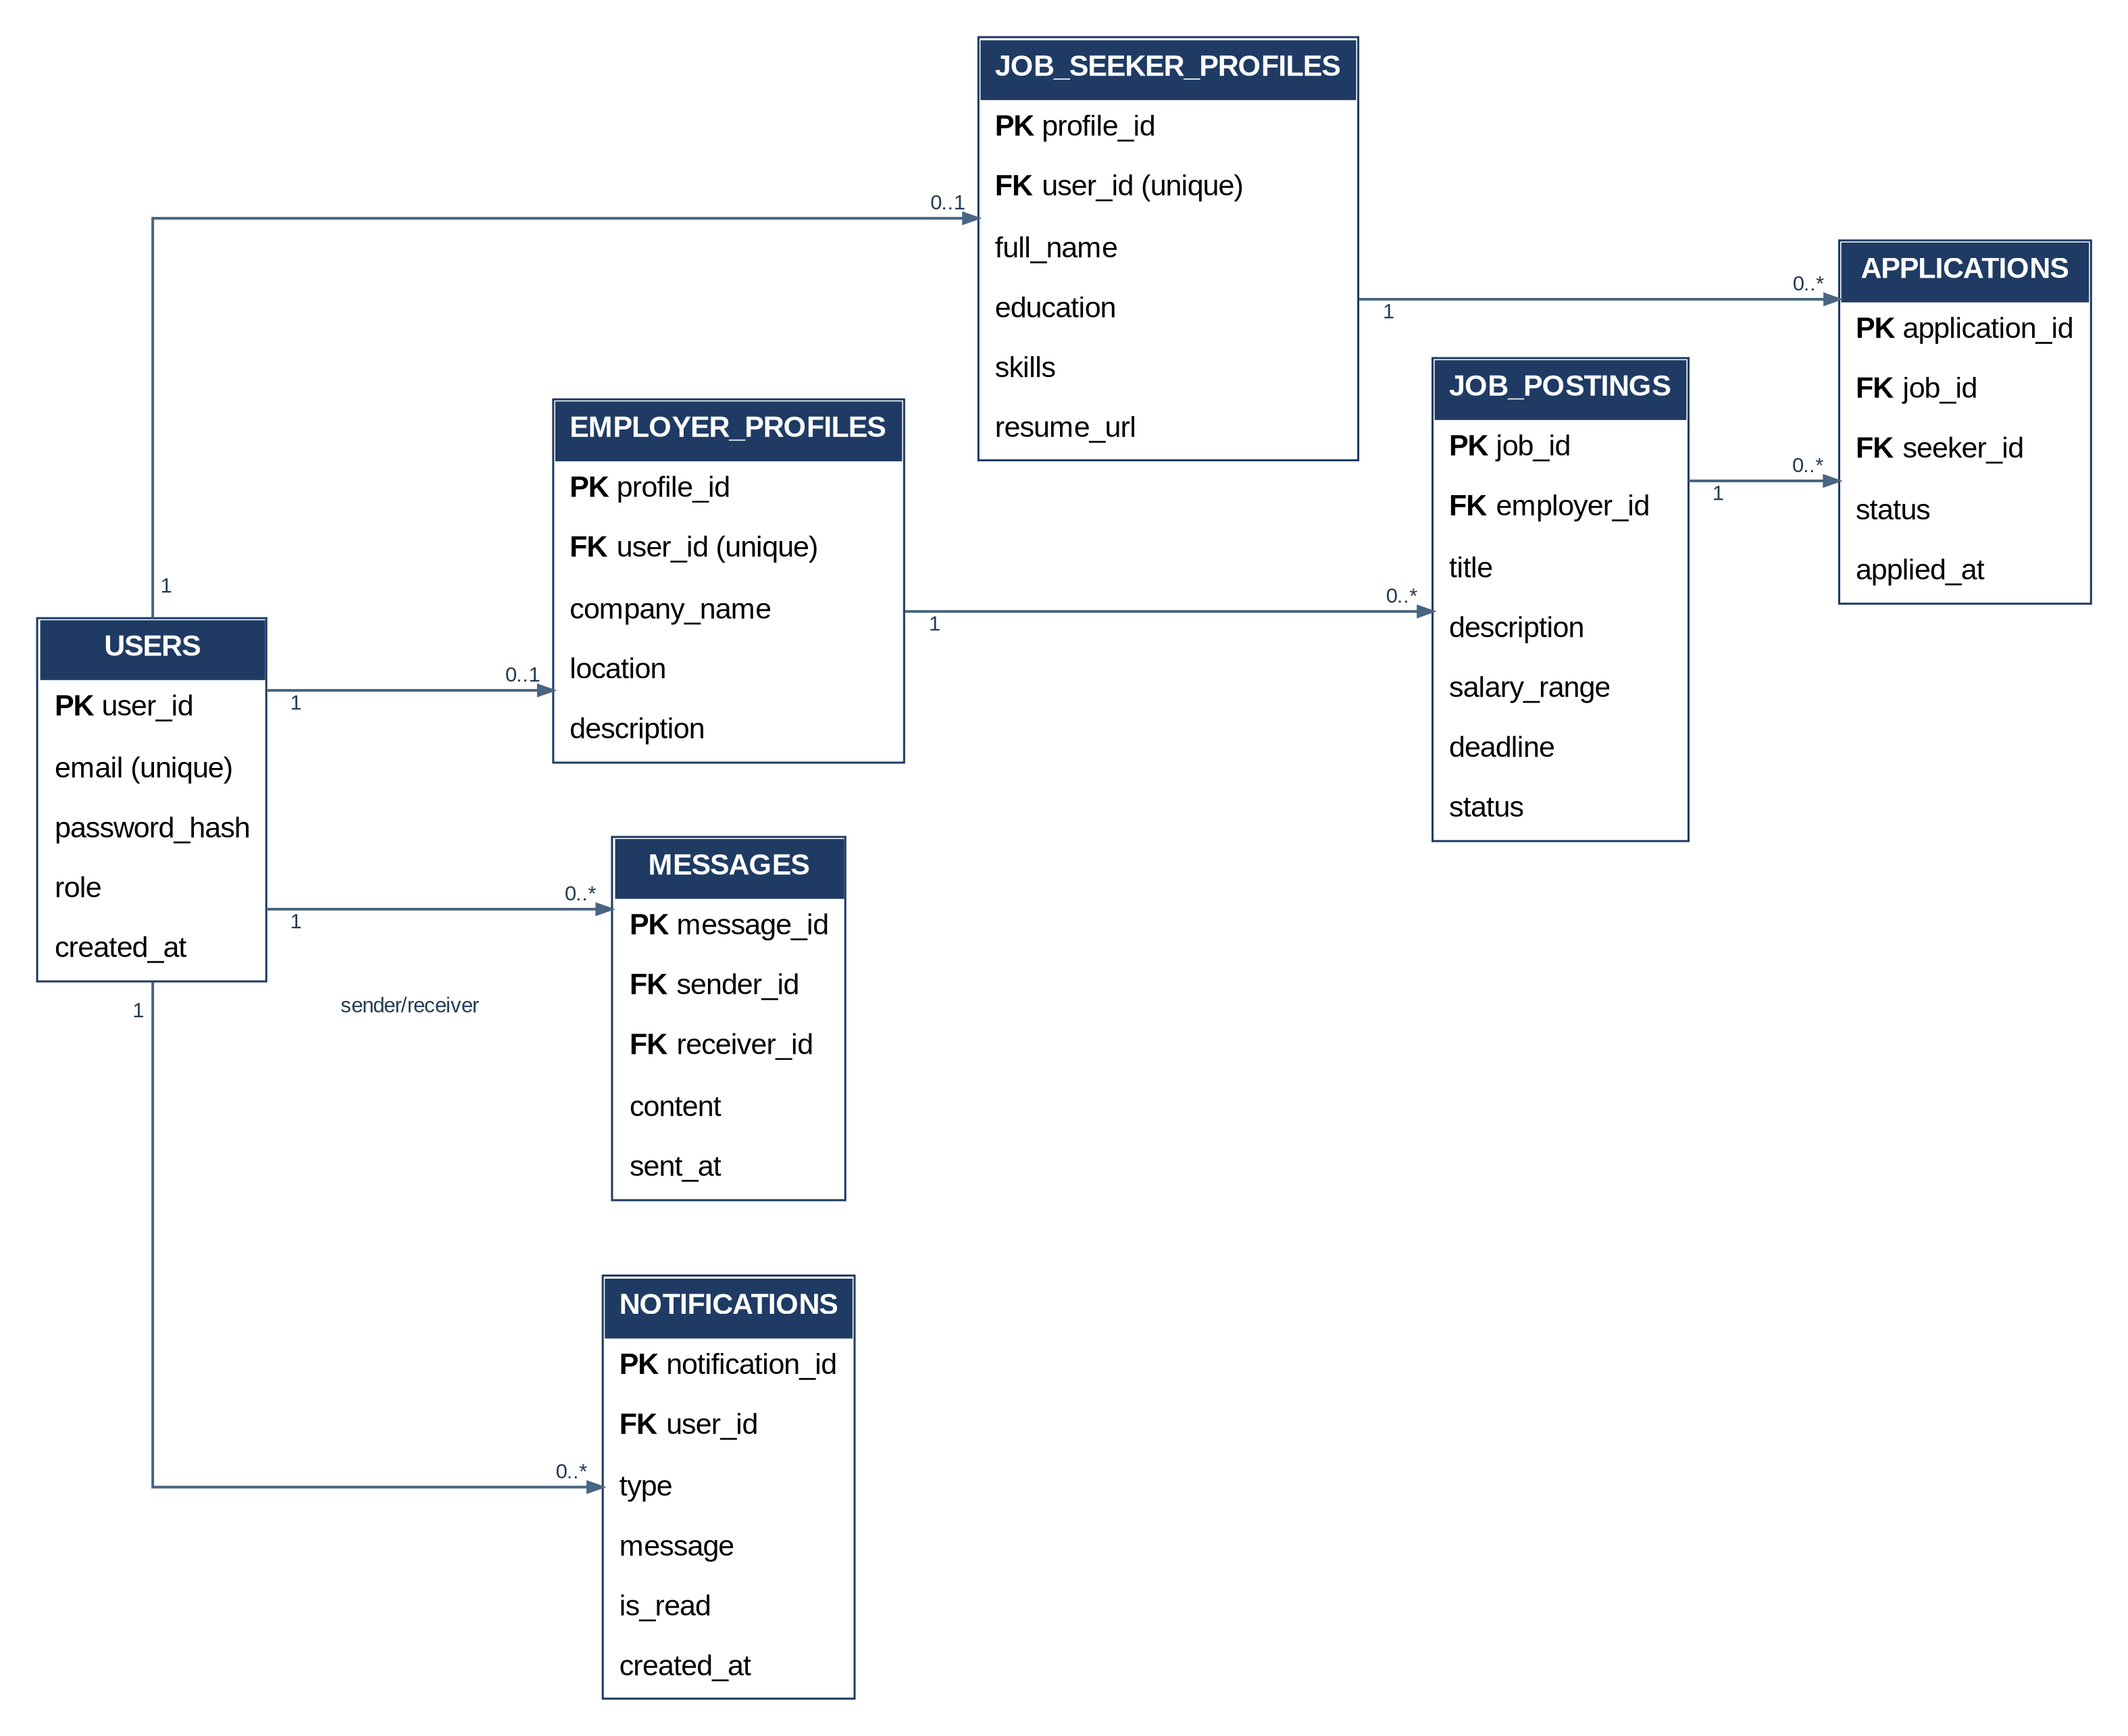 JOB_SEEKER_PROFILES
PK profile_id
FK user_id (unique)
full_name
education
skills
resume_url
0..1
1
0..*
APPLICATIONS
PK application_id
FK job_id
FK seeker_id
status
applied_at
JOB_POSTINGS
PK job_id
FK employer_id
title
description
salary_range
deadline
status
1
0..*
EMPLOYER_PROFILES
PK profile_id
FK user_id (unique)
company_name
location
description
1
0..*
1
USERS
PK user_id
email (unique)
password_hash
role
created_at
1
0..1
1
0..*
sender/receiver
1
MESSAGES
PK message_id
FK sender_id
FK receiver_id
content
sent_at
0..*
NOTIFICATIONS
PK notification_id
FK user_id
type
message
is_read
created_at